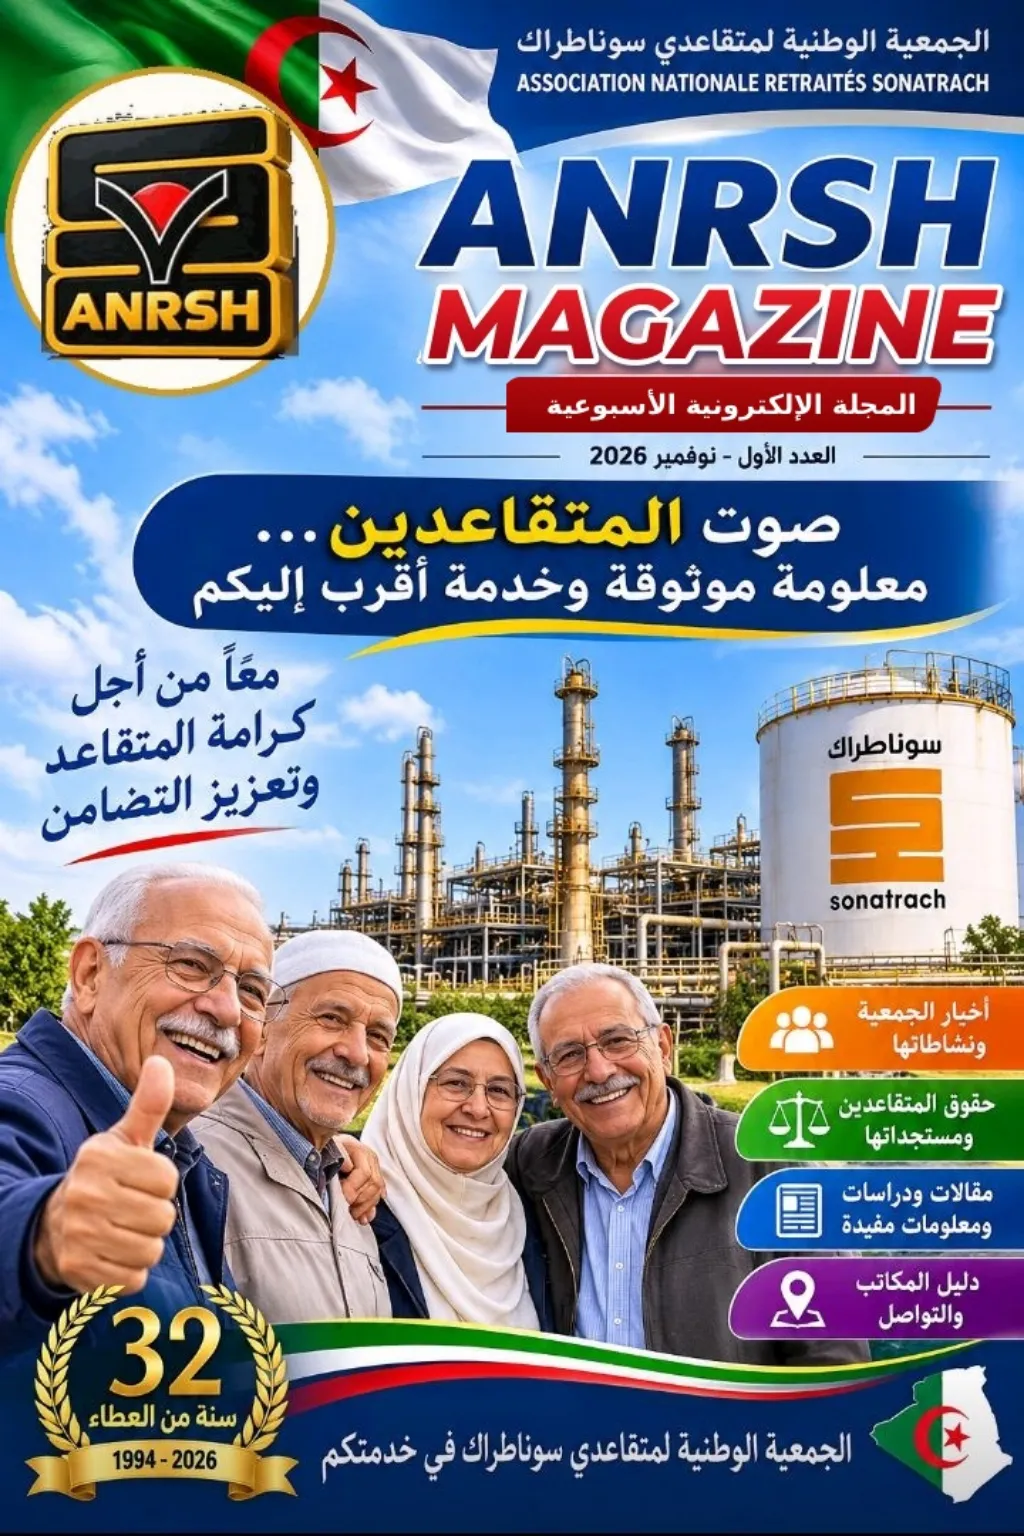 الجمعية الوطنية لمتقاعدي سوناطراك
ASSOCIATION NATIONALE RETRAITÉS SONATRACH
ANRSH
ANRSH
MAGAZINE
المجلة الإلكترونية الأسبوعية
العدد الأول - نوفمبر 2026
صوت المتقاعدين ...
معلومة موثوقة وخدمة أقرب إليكم
معًاً من أجل
كرامة المتقاعد
وتعزيز التضامن
سوناطراك
sonatrach
أخبار الجمعية
ونشاطاتها
حقوق المتقاعدين
ومستجداتها
مقالات ودراسات
ومعلومات مفيدة
دليل المكاتب
والتواصل
32
سنة من العطاء
1994 - 2026
الجمعية الوطنية لمتقاعدي سوناطراك في خدمتكم